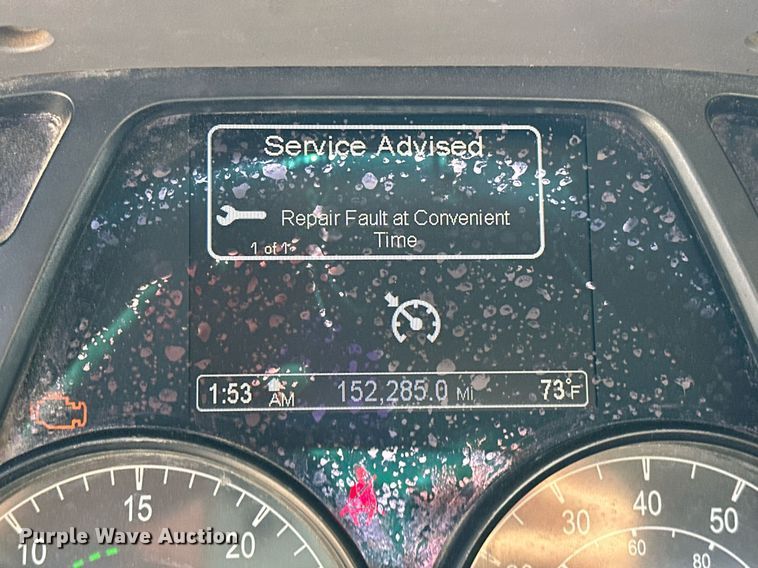 Service Advised
Repair Fault at Convenient
Time
1 of 1
1:53 AM 152,285.0 Mi 73°F
10 15 20
30 40 50
60 80
Purple Wave Auction